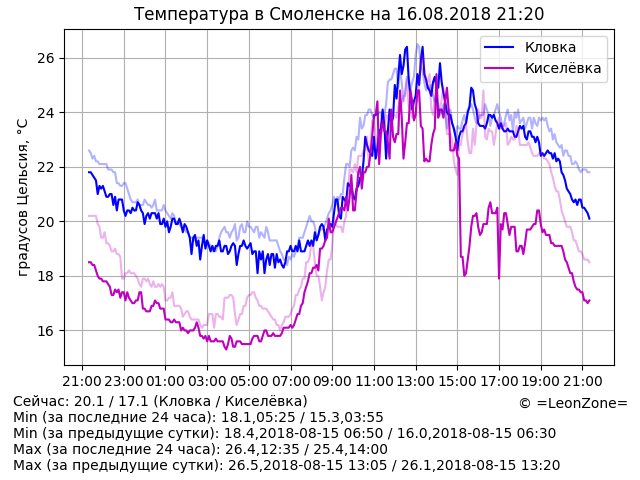 Температура в Смоленске на 16.08.2018 21:20
градусов Цельсия, °C
26
24
22
20
18
16
Кловка
Киселёвка
21:00 23:00 01:00 03:00 05:00 07:00 09:00 11:00 13:00 15:00 17:00 19:00 21:00
Сейчас: 20.1 / 17.1 (Кловка / Киселёвка)
© =LeonZone=
Min (за последние 24 часа): 18.1,05:25 / 15.3,03:55
Min (за предыдущие сутки): 18.4,2018-08-15 06:50 / 16.0,2018-08-15 06:30
Max (за последние 24 часа): 26.4,12:35 / 25.4,14:00
Max (за предыдущие сутки): 26.5,2018-08-15 13:05 / 26.1,2018-08-15 13:20